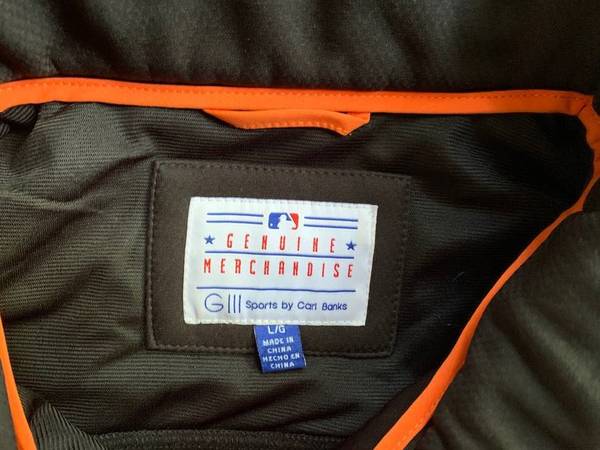 GENUINE
MERCHANDISE
GIII Sports by Carl Banks
L/G
MADE IN
CHINA
HECHO EN
CHINA